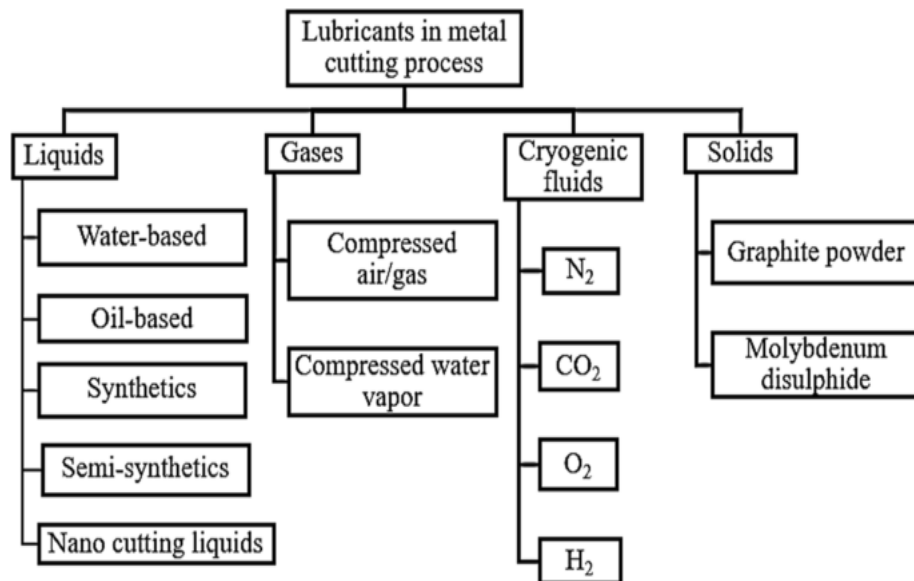 Lubricants in metal
cutting process
Liquids
Water-based
Oil-based
Synthetics
Semi-synthetics
Nano cutting liquids
Gases
Compressed
air/gas
Compressed water
vapor
Cryogenic
fluids
N₂
CO₂
O₂
H₂
Solids
Graphite powder
Molybdenum
disulphide